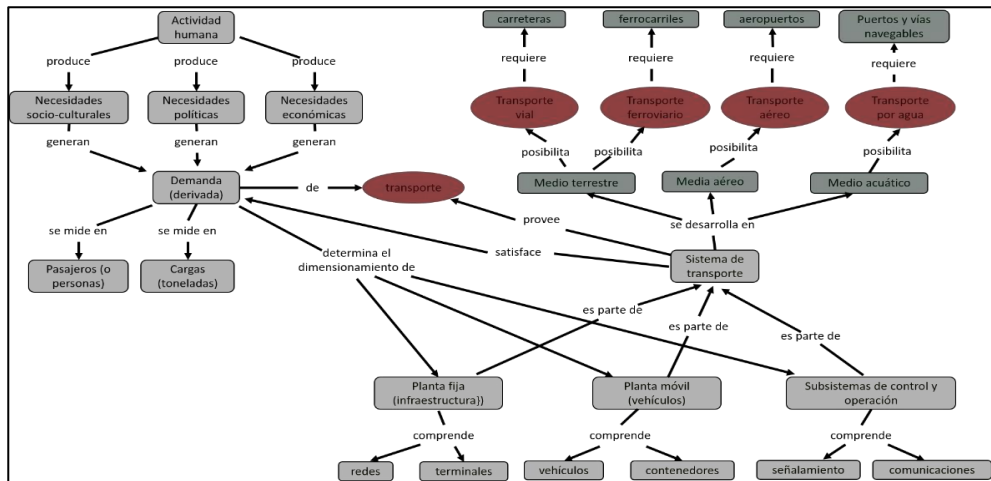 Actividad
humana
carreteras
ferrocarriles
aeropuertos
Puertos y vías
navegables
produce
produce
produce
requiere
requiere
requiere
requiere
Necesidades
socio-culturales
Necesidades
políticas
Necesidades
económicas
Transporte
vial
Transporte
ferroviario
Transporte
aéreo
Transporte
por agua
generan
generan
generan
posibilita
posibilita
posibilita
posibilita
Demanda
(derivada)
de
transporte
Medio terrestre
Media aéreo
Medio acuático
se mide en
se mide en
provee
se desarrolla en
determina el
dimensionamiento de
satisface
Pasajeros (o
personas)
Cargas
(toneladas)
Sistema de
transporte
es parte de
es parte de
es parte de
Planta fija
(infraestructura})
Planta móvil
(vehículos)
Subsistemas de control y
operación
comprende
comprende
comprende
redes
terminales
vehículos
contenedores
señalamiento
comunicaciones